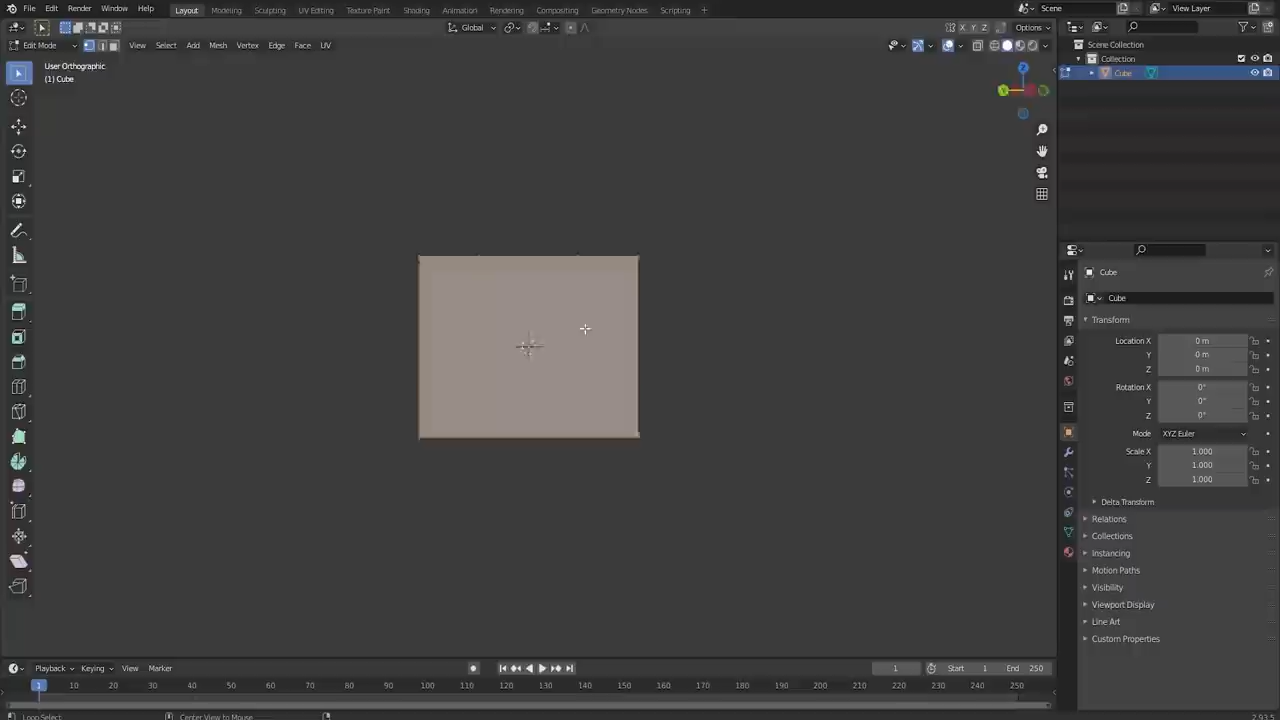 File Edit Render Window Help Layout Modeling Sculpting UV Editing Texture Paint Shading Animation Rendering Compositing Geometry Nodes Scripting + Scene View Layer
Global X Y Z Options
Edit Mode View Select Add Mesh Vertex Edge Face UV
User Orthographic
(1) Cube
Scene Collection
Collection
Cube
Z
Y
Cube
Cube
Transform
Location X 0 m
Y 0 m
Z 0 m
Rotation X 0°
Y 0°
Z 0°
Mode XYZ Euler
Scale X 1.000
Y 1.000
Z 1.000
Delta Transform
Relations
Collections
Instancing
Motion Paths
Visibility
Viewport Display
Line Art
Custom Properties
Playback Keying View Marker 1 Start 1 End 250
1 10 20 30 40 50 60 70 80 90 100 110 120 130 140 150 160 170 180 190 200 210 220 230 240 250
Loop Select Center View to Mouse 2.93.5